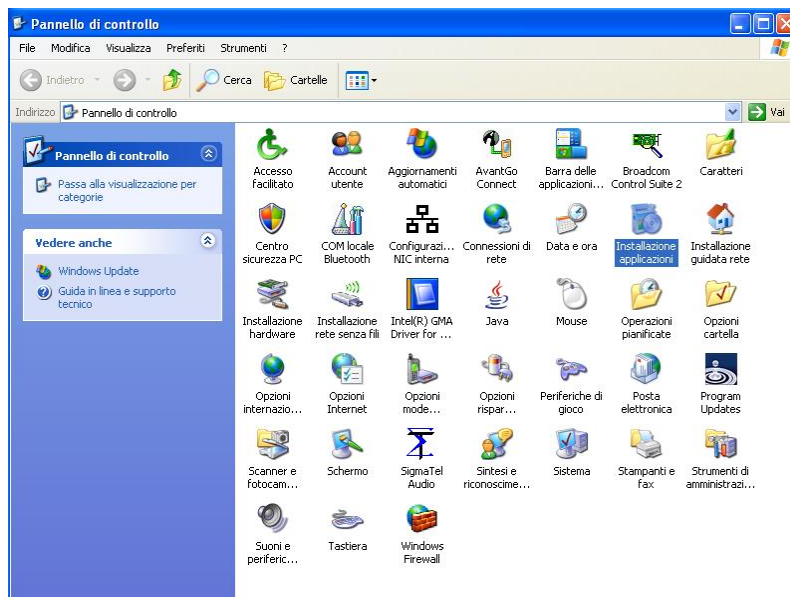 Pannello di controllo
File Modifica Visualizza Preferiti Strumenti ?
Indietro Cerca Cartelle
Indirizzo Pannello di controllo Vai
Pannello di controllo
Passa alla visualizzazione per
categorie
Vedere anche
Windows Update
Guida in linea e supporto
tecnico
Accesso
facilitato
Account
utente
Aggiornamenti
automatici
AvantGo
Connect
Barra delle
applicazioni...
Broadcom
Control Suite 2
Caratteri
Centro
sicurezza PC
COM locale
Bluetooth
Configurazi...
NIC interna
Connessioni di
rete
Data e ora
Installazione
applicazioni
Installazione
guidata rete
Installazione
hardware
Installazione
rete senza fili
Intel(R) GMA
Driver for ...
Java
Mouse
Operazioni
pianificate
Opzioni
cartella
Opzioni
internazio...
Opzioni
Internet
Opzioni
mode...
Opzioni
rispar...
Periferiche di
gioco
Posta
elettronica
Program
Updates
Scanner e
fotocam...
Schermo
SigmaTel
Audio
Sintesi e
riconoscime...
Sistema
Stampanti e
fax
Strumenti di
amministrazi...
Suoni e
periferic...
Tastiera
Windows
Firewall